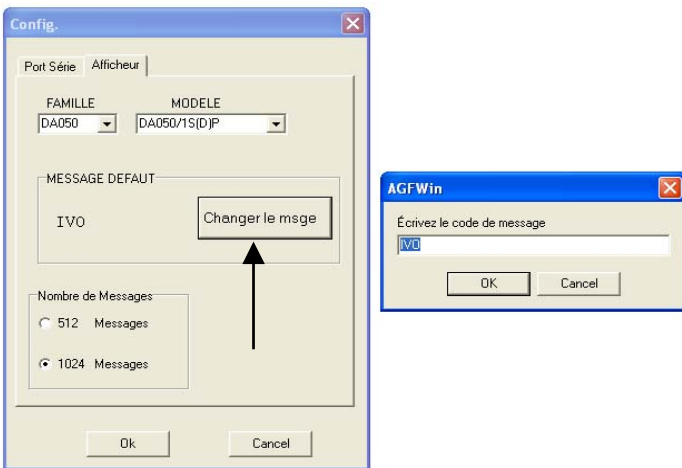 Config.
Port Série Afficheur
FAMILLE MODELE
DA050 DA050/1S(D)P
MESSAGE DEFAUT
IVO Changer le msge
Nombre de Messages
512 Messages
1024 Messages
Ok Cancel
AGFWin
Écrivez le code de message
IVO
OK Cancel